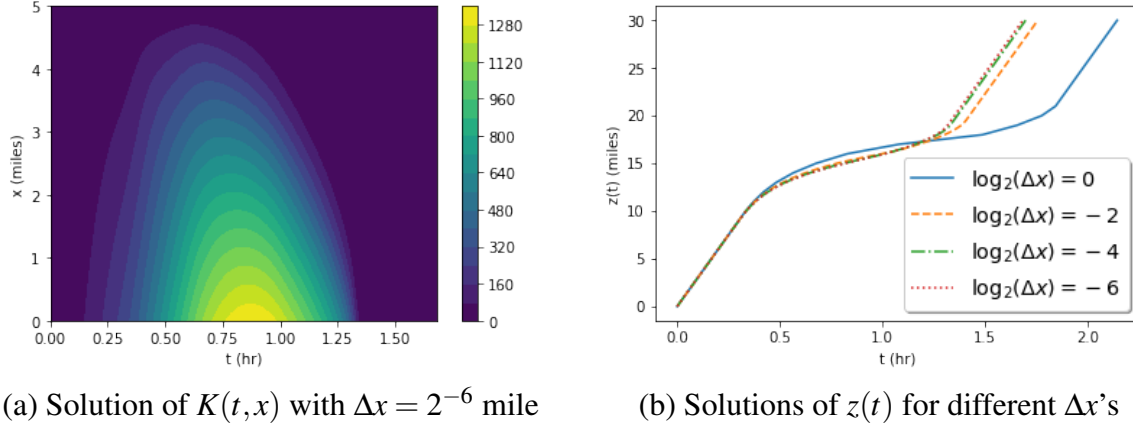 5
4
3
2
1
0
x (miles)
0.00 0.25 0.50 0.75 1.00 1.25 1.50
t (hr)
1280
1120
960
800
640
480
320
160
0
30
25
20
15
10
5
0
z(t) (miles)
0.0 0.5 1.0 1.5 2.0
t (hr)
log₂(Δx) = 0
log₂(Δx) = −2
log₂(Δx) = −4
log₂(Δx) = −6
(a) Solution of K(t,x) with Δx = 2⁻⁶ mile
(b) Solutions of z(t) for different Δx's